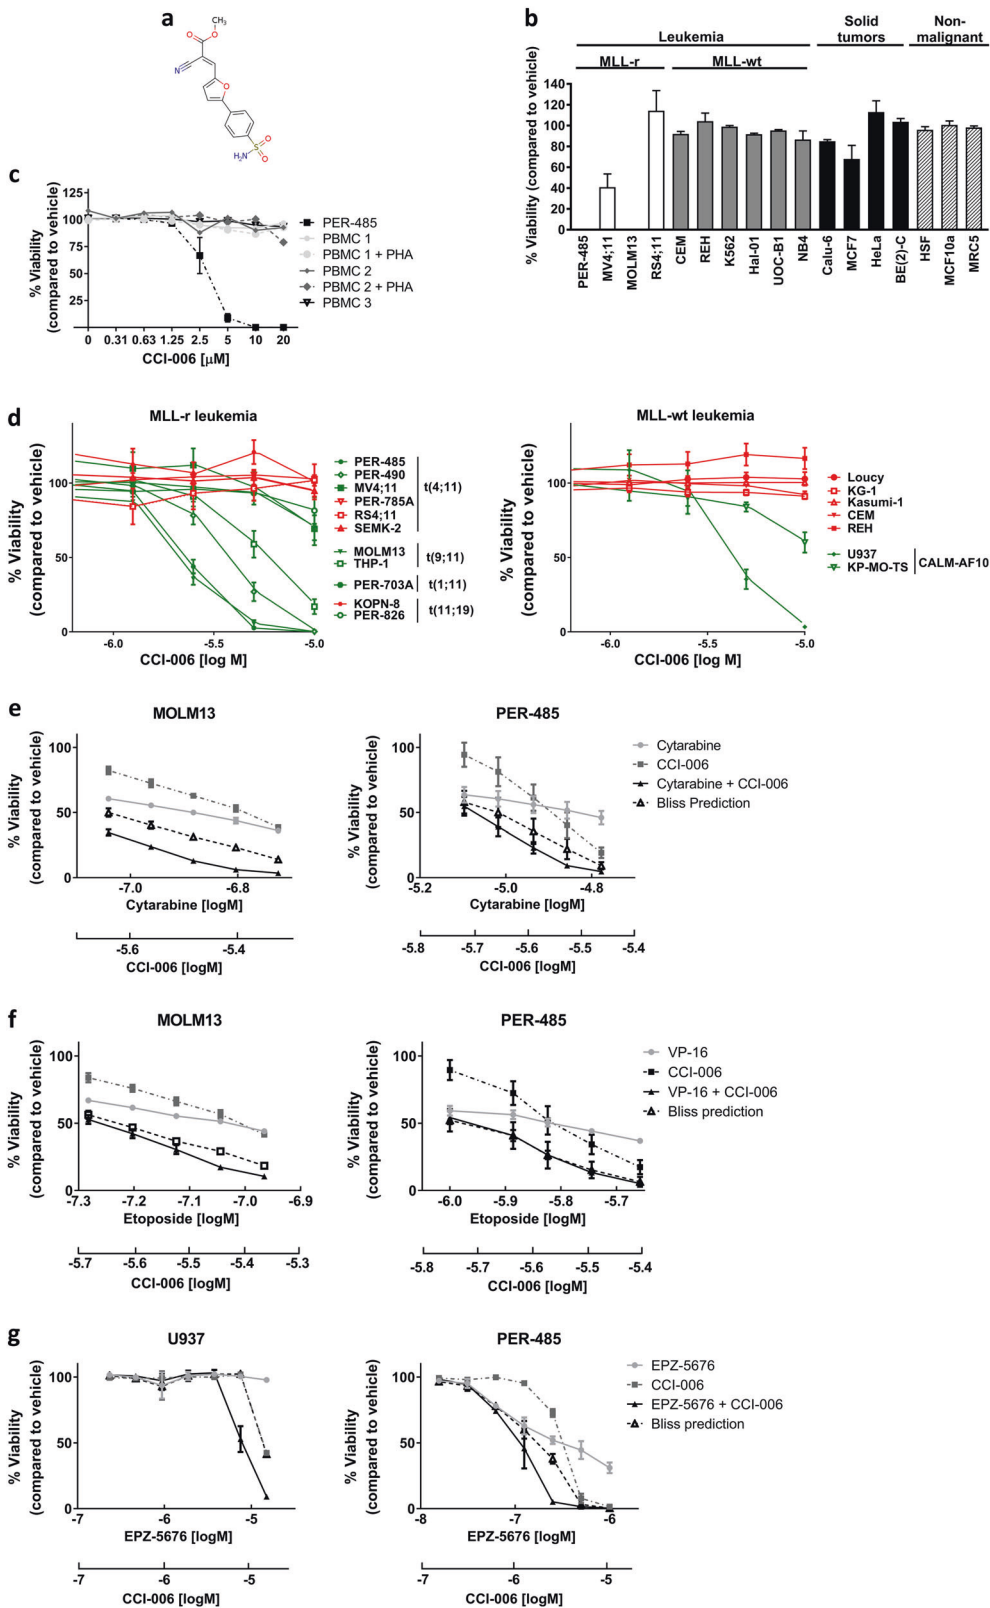 a
CH₃
O
O
N
O
S
O
O
H₂N
b
Leukemia
Solid
tumors
Non-
malignant
MLL-r
MLL-wt
% Viability (compared to vehicle)
140
120
100
80
60
40
20
0
PER-485
MV4;11
MOLM13
RS4;11
CEM
REH
K562
Hal-01
UOC-B1
NB4
Calu-6
MCF7
HeLa
BE(2)-C
HSF
MCF10a
MRC5
c
% Viability
(compared to vehicle)
125
100
75
50
25
0 0.31 0.63 1.25 2.5 5 10 20
CCI-006 [µM]
PER-485
PBMC 1
PBMC 1 + PHA
PBMC 2
PBMC 2 + PHA
PBMC 3
d
MLL-r leukemia
% Viability
(compared to vehicle)
100
50
0
-6.0 -5.5 -5.0
CCI-006 [log M]
PER-485
PER-490
MV4;11
PER-785A
RS4;11
SEMK-2
t(4;11)
MOLM13
THP-1
t(9;11)
PER-703A
t(1;11)
KOPN-8
PER-826
t(11;19)
MLL-wt leukemia
% Viability
(compared to vehicle)
100
50
0
-6.0 -5.5 -5.0
CCI-006 [log M]
Loucy
KG-1
Kasumi-1
CEM
REH
U937
KP-MO-TS
CALM-AF10
e
MOLM13
% Viability
(compared to vehicle)
100
50
0
-7.0 -6.8
Cytarabine [logM]
-5.6 -5.4
CCI-006 [logM]
PER-485
% Viability
(compared to vehicle)
100
50
0
-5.2 -5.0 -4.8
Cytarabine [logM]
-5.8 -5.7 -5.6 -5.5 -5.4
CCI-006 [logM]
Cytarabine
CCI-006
Cytarabine + CCI-006
Bliss Prediction
f
MOLM13
% Viability
(compared to vehicle)
100
50
0
-7.3 -7.2 -7.1 -7.0 -6.9
Etoposide [logM]
-5.7 -5.6 -5.5 -5.4 -5.3
CCI-006 [logM]
PER-485
% Viability
(compared to vehicle)
100
50
0
-6.0 -5.9 -5.8 -5.7
Etoposide [logM]
-5.8 -5.7 -5.6 -5.5 -5.4
CCI-006 [logM]
VP-16
CCI-006
VP-16 + CCI-006
Bliss prediction
g
U937
% Viability
(compared to vehicle)
100
50
0
-7 -6 -5
EPZ-5676 [logM]
-7 -6 -5
CCI-006 [logM]
PER-485
% Viability
(compared to vehicle)
100
50
0
-8 -7 -6
EPZ-5676 [logM]
-7 -6 -5
CCI-006 [logM]
EPZ-5676
CCI-006
EPZ-5676 + CCI-006
Bliss prediction